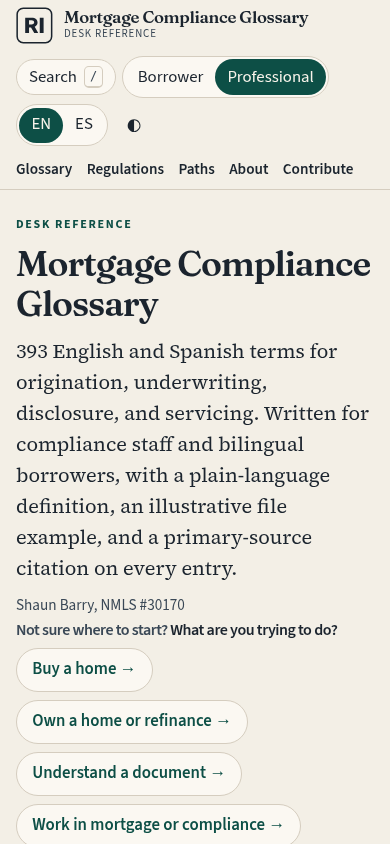 RI
Mortgage Compliance Glossary
DESK REFERENCE
Search /
Borrower Professional
EN ES
Glossary Regulations Paths About Contribute
DESK REFERENCE
Mortgage Compliance
Glossary
393 English and Spanish terms for
origination, underwriting,
disclosure, and servicing. Written for
compliance staff and bilingual
borrowers, with a plain-language
definition, an illustrative file
example, and a primary-source
citation on every entry.
Shaun Barry, NMLS #30170
Not sure where to start? What are you trying to do?
Buy a home →
Own a home or refinance →
Understand a document →
Work in mortgage or compliance →